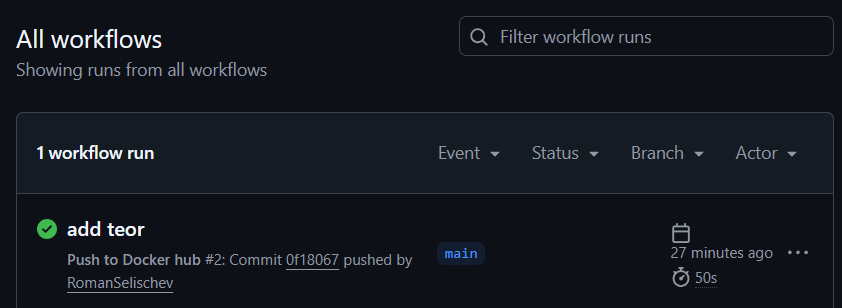 All workflows
Filter workflow runs
Showing runs from all workflows
1 workflow run
Event
Status
Branch
Actor
add teor
Push to Docker hub #2: Commit 0f18067 pushed by
RomanSelischev
main
27 minutes ago
50s